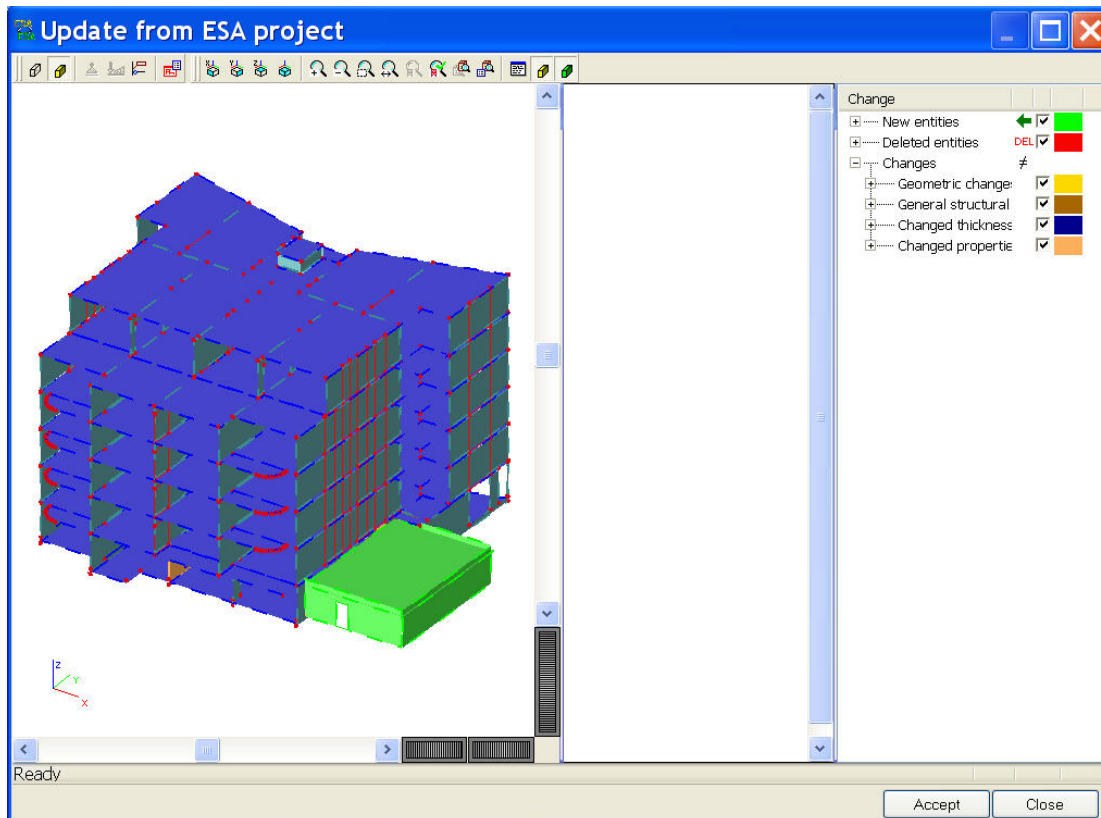 Update from ESA project
Change
New entities
Deleted entities DEL
Changes ≠
Geometric change
General structural
Changed thickness
Changed propertie
Z
Y
X
Ready
Accept Close